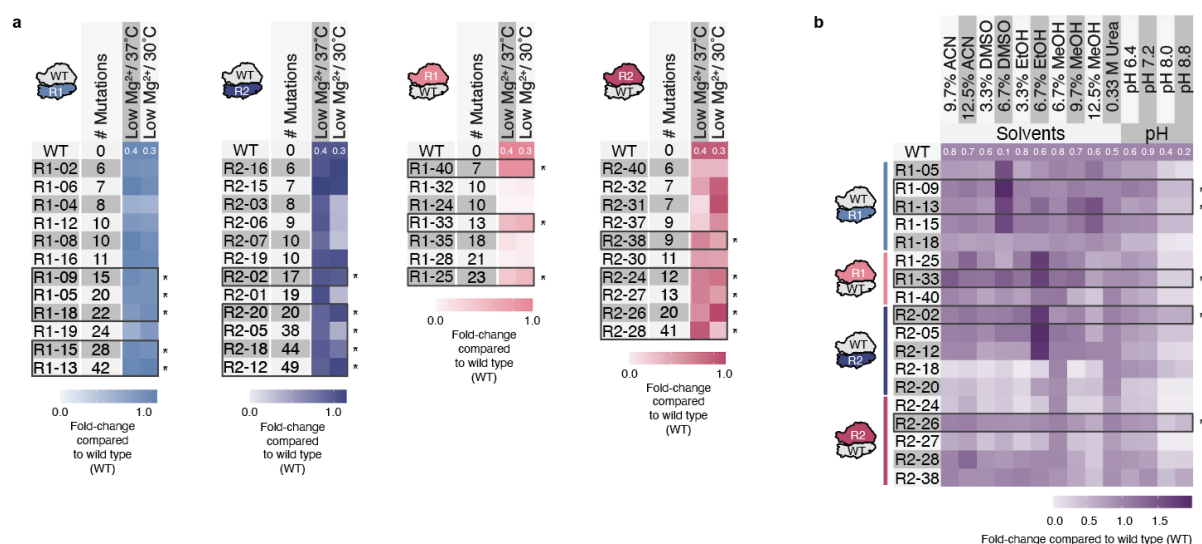 a
WT
R1
# Mutations
Low Mg²⁺/ 37˚C
Low Mg²⁺/ 30˚C
WT 0 0.4 0.3
R1-02 6
R1-06 7
R1-04 8
R1-12 10
R1-08 10
R1-16 11
R1-09 15 *
R1-05 20 *
R1-18 22 *
R1-19 24
R1-15 28 *
R1-13 42 *
0.0 1.0
Fold-change
compared
to wild type
(WT)
WT
R2
# Mutations
Low Mg²⁺/ 37˚C
Low Mg²⁺/ 30˚C
WT 0 0.4 0.3
R2-16 6
R2-15 7
R2-03 8
R2-06 9
R2-07 10
R2-19 10
R2-02 17 *
R2-01 19
R2-20 20 *
R2-05 38 *
R2-18 44 *
R2-12 49 *
0.0 1.0
Fold-change
compared
to wild type
(WT)
R1
WT
# Mutations
Low Mg²⁺/ 37˚C
Low Mg²⁺/ 30˚C
WT 0 0.4 0.3
R1-40 7 *
R1-32 10
R1-24 10
R1-33 13 *
R1-35 18
R1-28 21
R1-25 23 *
0.0 1.0
Fold-change
compared
to wild type
(WT)
R2
WT
# Mutations
Low Mg²⁺/ 37˚C
Low Mg²⁺/ 30˚C
WT 0 0.4 0.3
R2-40 6
R2-32 7
R2-31 7
R2-37 9
R2-38 9 *
R2-30 11
R2-24 12 *
R2-27 13 *
R2-26 20 *
R2-28 41 *
0.0 1.0
Fold-change
compared
to wild type
(WT)
b
9.7% ACN
12.5% ACN
3.3% DMSO
6.7% DMSO
3.3% EtOH
6.7% EtOH
6.7% MeOH
9.7% MeOH
12.5% MeOH
0.33 M Urea
pH 6.4
pH 7.2
pH 8.0
pH 8.8
Solvents pH
WT 0.8 0.7 0.6 0.1 0.8 0.6 0.8 0.7 0.6 0.5 0.6 0.9 0.4 0.2
R1-05
R1-09 *
R1-13 *
R1-15
R1-18
WT
R1
R1-25
R1-33 *
R1-40
R1
WT
R2-02 *
R2-05
R2-12
R2-18
R2-20
WT
R2
R2-24
R2-26 *
R2-27
R2-28
R2-38
R2
WT
0.0 0.5 1.0 1.5
Fold-change compared to wild type (WT)